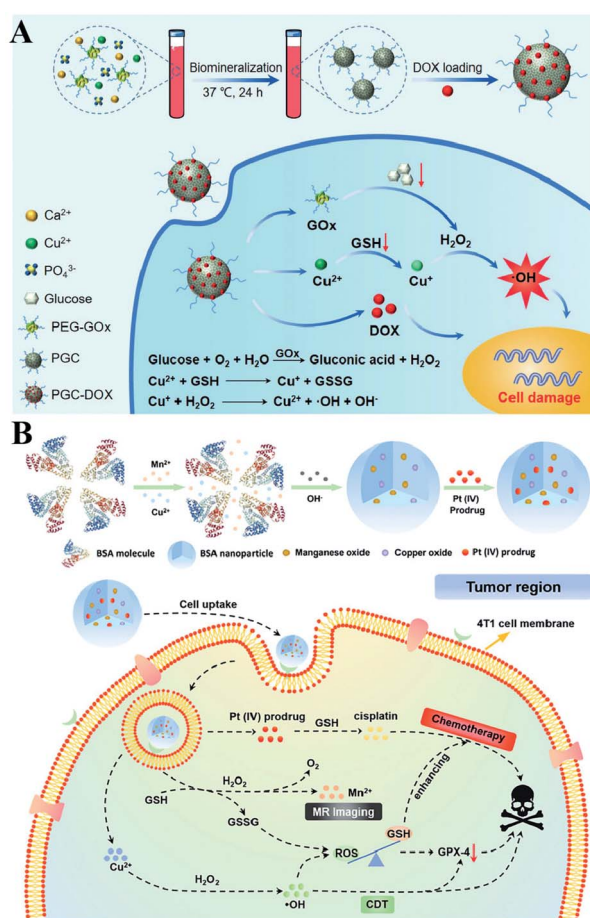 A
Ca²⁺
Cu²⁺
PO₄³⁻
Glucose
PEG-GOx
PGC
PGC-DOX
Biomineralization
37 ℃, 24 h
DOX loading
GOx
H₂O₂
GSH
Cu²⁺
Cu⁺
·OH
DOX
Glucose + O₂ + H₂O GOx⟶ Gluconic acid + H₂O₂
Cu²⁺ + GSH ⟶ Cu⁺ + GSSG
Cu⁺ + H₂O₂ ⟶ Cu²⁺ + ·OH + OH⁻
Cell damage
B
Mn²⁺
Cu²⁺
OH⁻
Pt (IV)
Prodrug
BSA molecule
BSA nanoparticle
Manganese oxide
Copper oxide
Pt (IV) prodrug
Tumor region
Cell uptake
4T1 cell membrane
Pt (IV) prodrug
GSH
cisplatin
Chemotherapy
O₂
H₂O₂
GSH
Mn²⁺
MR Imaging
enhancing
GSSG
GSH
ROS
GPX-4
Cu²⁺
H₂O₂
•OH
CDT